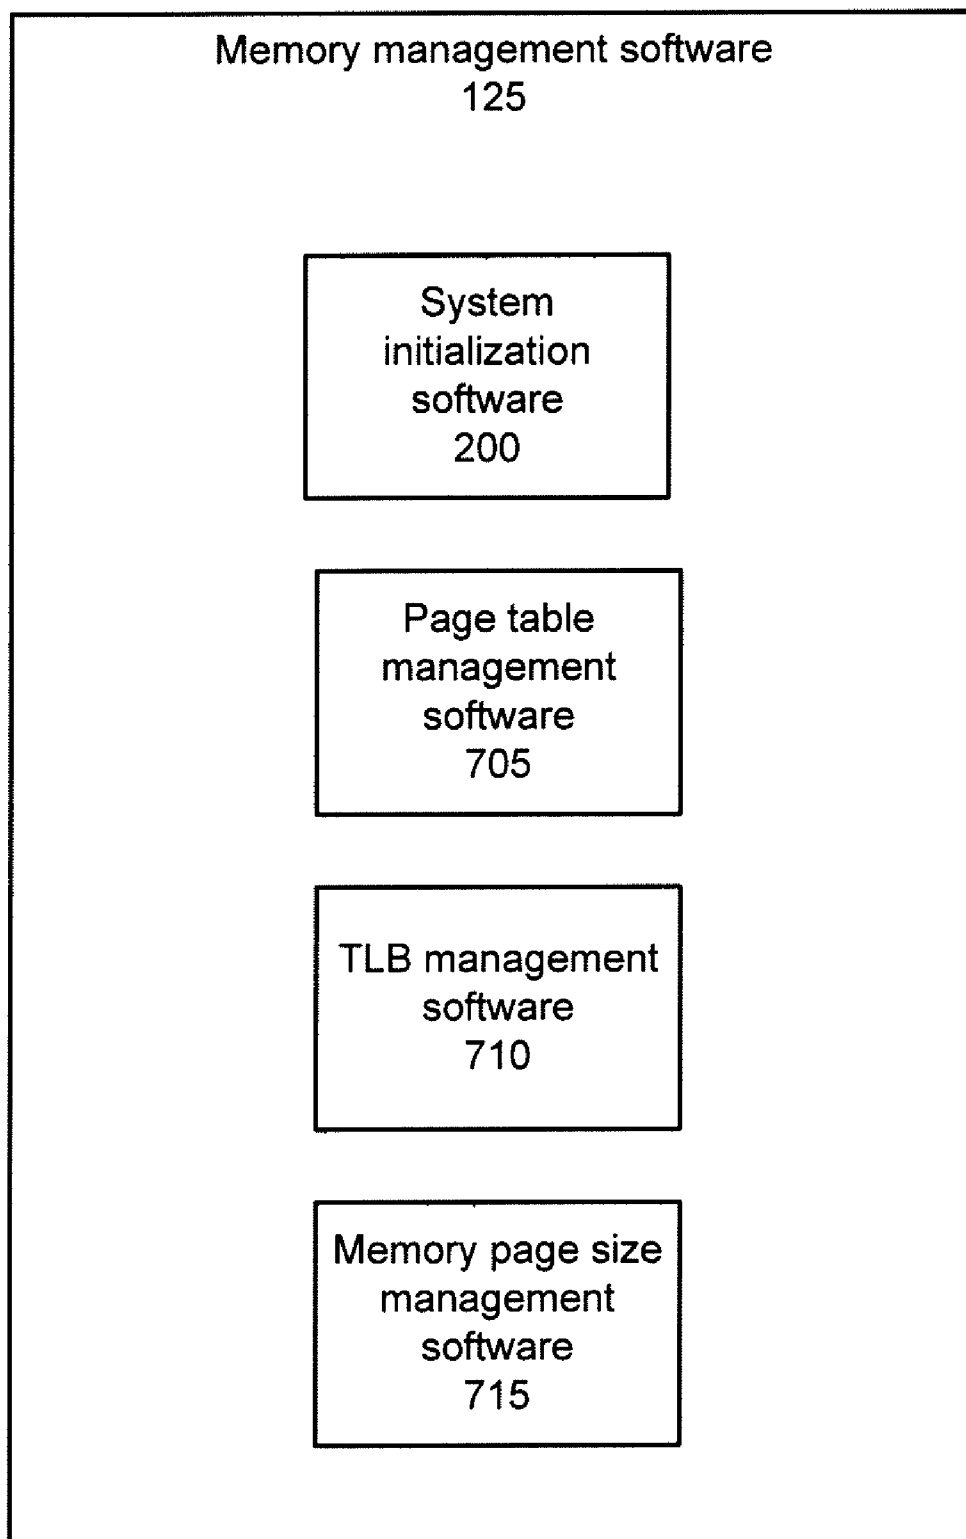 Memory management software
125
System
initialization
software
200
Page table
management
software
705
TLB management
software
710
Memory page size
management
software
715